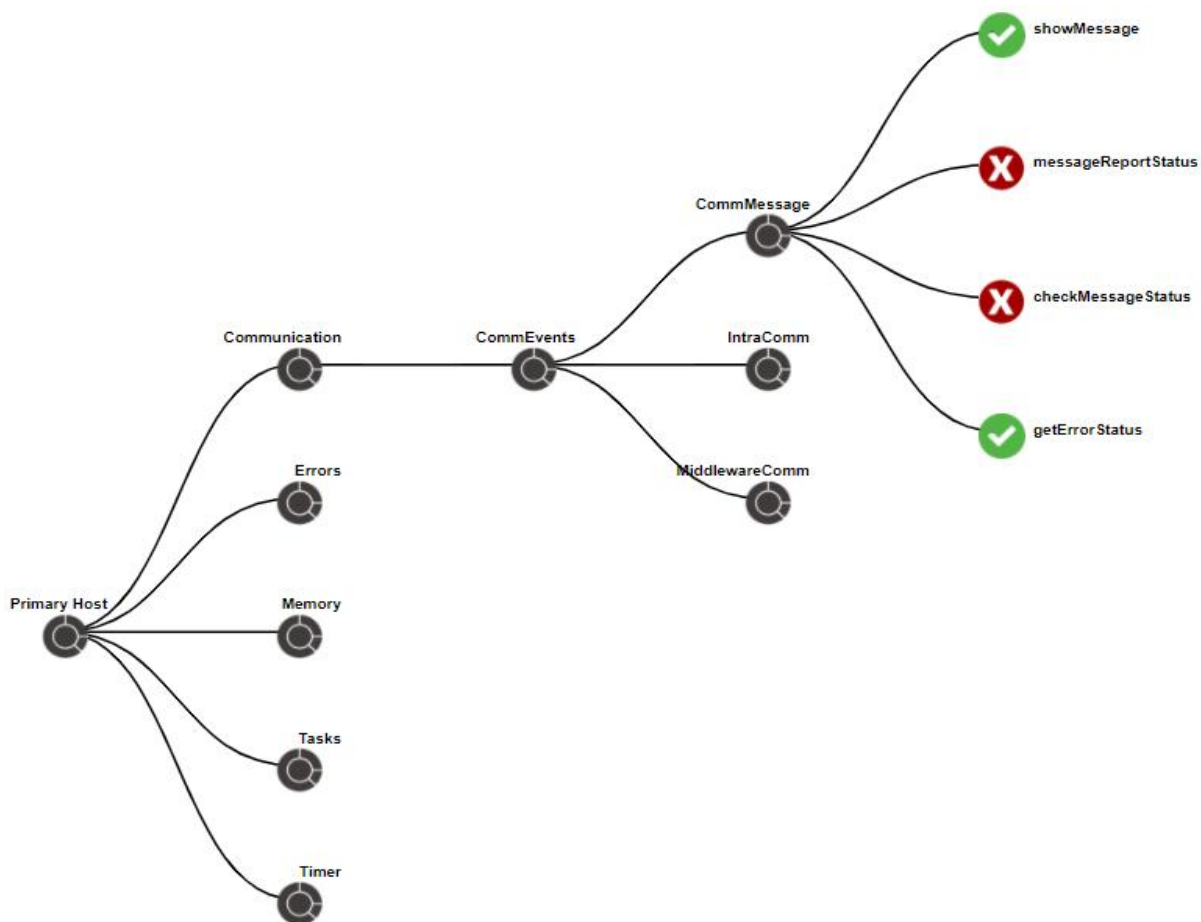 showMessage
messageReportStatus
CommMessage
checkMessageStatus
Communication
CommEvents
IntraComm
getErrorStatus
Errors
MiddlewareComm
Primary Host
Memory
Tasks
Timer